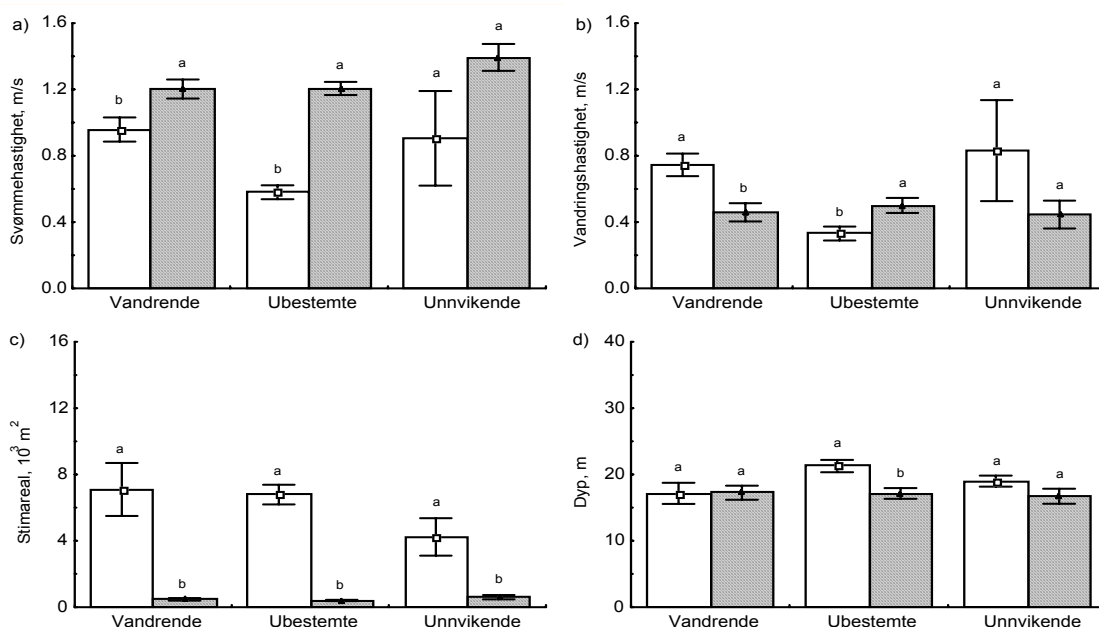 a)
Svømmehastighet, m/s
1.6
1.2
0.8
0.4
0.0
b a b a a a
Vandrende Ubestemte Unnvikende
b)
Vandringshastighet, m/s
1.6
1.2
0.8
0.4
0.0
a b b a a a
Vandrende Ubestemte Unnvikende
c)
Stimareal, 10³ m²
16
12
8
4
0
a b a b a b
Vandrende Ubestemte Unnvikende
d)
Dyp, m
40
30
20
10
0
a a a b a a
Vandrende Ubestemte Unnvikende